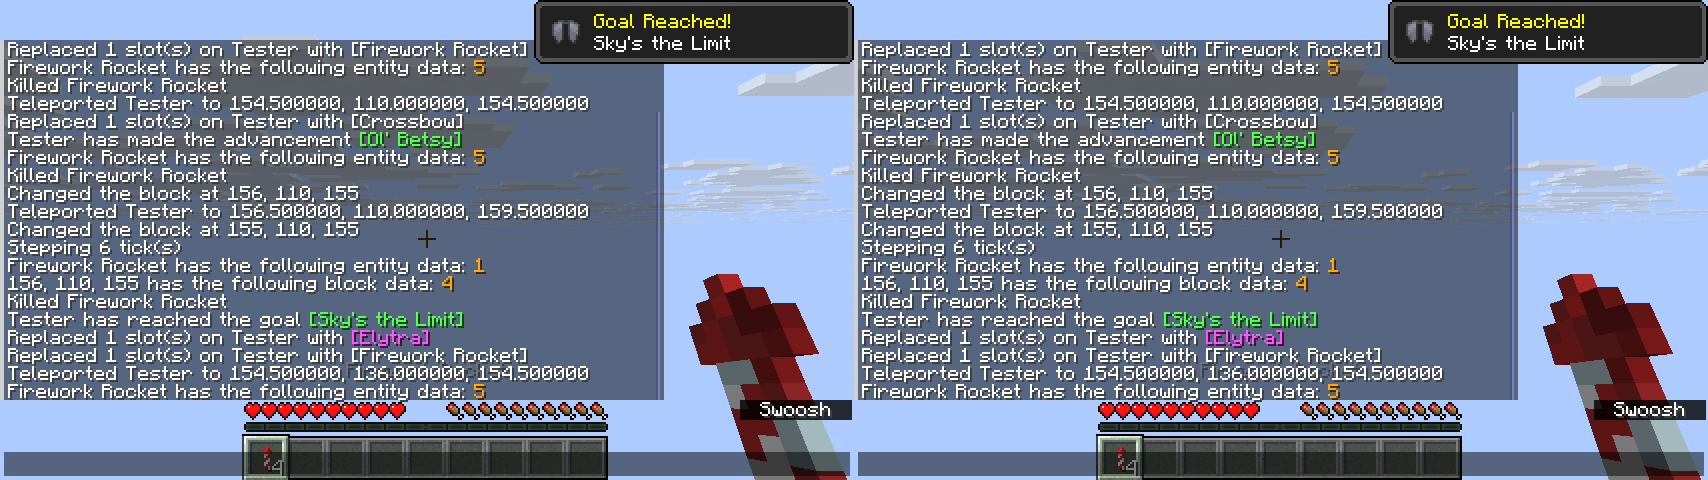 Goal Reached!
Sky's the Limit
Replaced 1 slot(s) on Tester with [Firework Rocket]
Firework Rocket has the following entity data: 5
Killed Firework Rocket
Teleported Tester to 154.500000, 110.000000, 154.500000
Replaced 1 slot(s) on Tester with [Crossbow]
Tester has made the advancement [Ol' Betsy]
Firework Rocket has the following entity data: 5
Killed Firework Rocket
Changed the block at 156, 110, 155
Teleported Tester to 156.500000, 110.000000, 159.500000
Changed the block at 155, 110, 155
Stepping 6 tick(s)
Firework Rocket has the following entity data: 1
156, 110, 155 has the following block data: 4
Killed Firework Rocket
Tester has reached the goal [Sky's the Limit]
Replaced 1 slot(s) on Tester with [Elytra]
Replaced 1 slot(s) on Tester with [Firework Rocket]
Teleported Tester to 154.500000, 136.000000, 154.500000
Firework Rocket has the following entity data: 5
Swoosh
4
Goal Reached!
Sky's the Limit
Replaced 1 slot(s) on Tester with [Firework Rocket]
Firework Rocket has the following entity data: 5
Killed Firework Rocket
Teleported Tester to 154.500000, 110.000000, 154.500000
Replaced 1 slot(s) on Tester with [Crossbow]
Tester has made the advancement [Ol' Betsy]
Firework Rocket has the following entity data: 5
Killed Firework Rocket
Changed the block at 156, 110, 155
Teleported Tester to 156.500000, 110.000000, 159.500000
Changed the block at 155, 110, 155
Stepping 6 tick(s)
Firework Rocket has the following entity data: 1
156, 110, 155 has the following block data: 4
Killed Firework Rocket
Tester has reached the goal [Sky's the Limit]
Replaced 1 slot(s) on Tester with [Elytra]
Replaced 1 slot(s) on Tester with [Firework Rocket]
Teleported Tester to 154.500000, 136.000000, 154.500000
Firework Rocket has the following entity data: 5
Swoosh
4